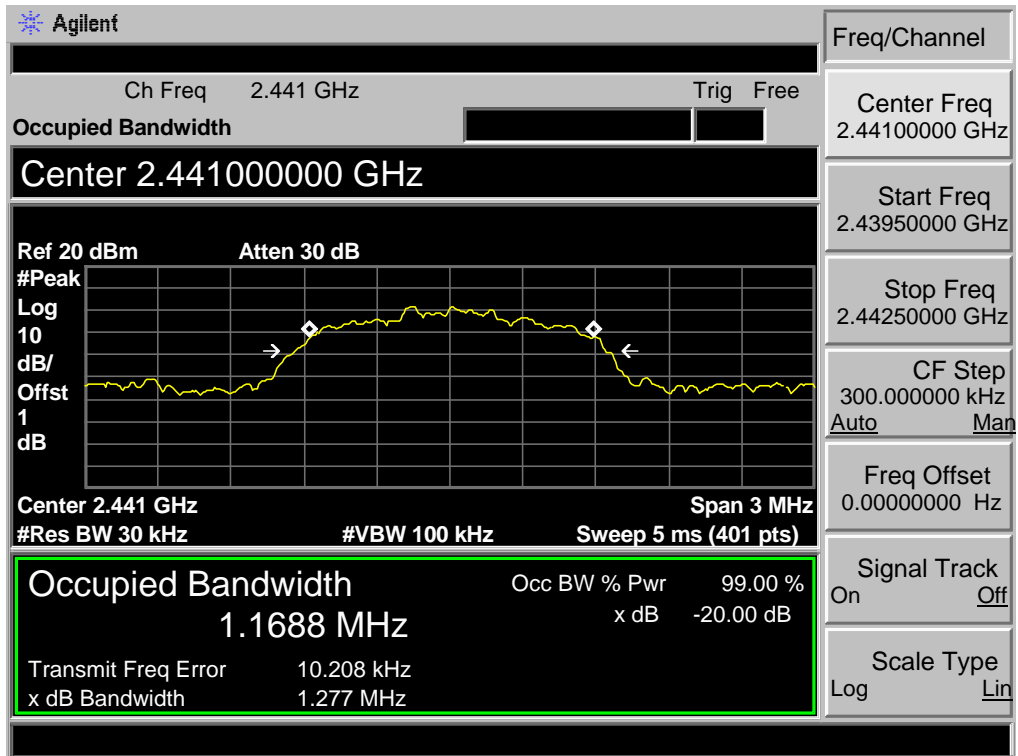 Agilent
Ch Freq 2.441 GHz Trig Free
Occupied Bandwidth
Center 2.441000000 GHz
Ref 20 dBm Atten 30 dB
#Peak
Log
10
dB/
Offst
1
dB
Center 2.441 GHz Span 3 MHz
#Res BW 30 kHz #VBW 100 kHz Sweep 5 ms (401 pts)
Occupied Bandwidth Occ BW % Pwr 99.00 %
1.1688 MHz x dB -20.00 dB
Transmit Freq Error 10.208 kHz
x dB Bandwidth 1.277 MHz
Freq/Channel
Center Freq
2.44100000 GHz
Start Freq
2.43950000 GHz
Stop Freq
2.44250000 GHz
CF Step
300.000000 kHz
Auto Man
Freq Offset
0.00000000 Hz
Signal Track
On Off
Scale Type
Log Lin